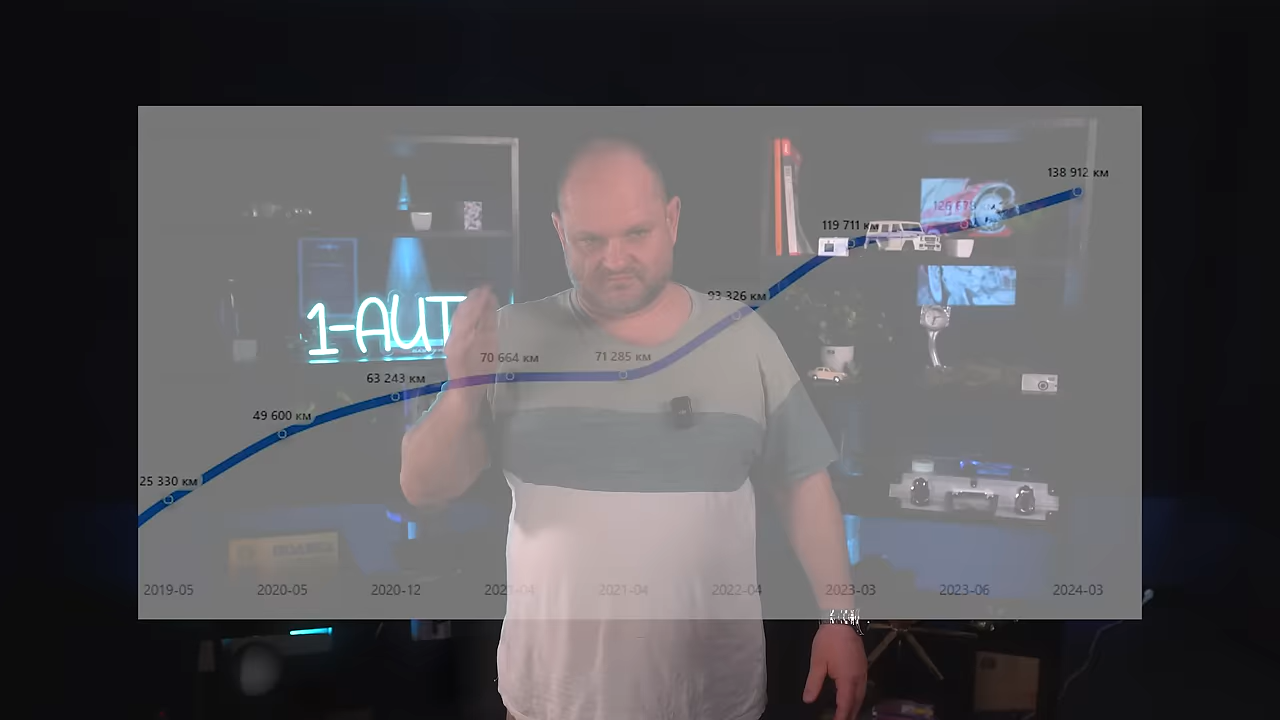 138 912 км
119 711 км
93 326 км
1-AUT
70 664 км
71 285 км
63 243 км
49 600 км
25 330 км
2019-05
2020-05
2020-12
2021-04
2021-04
2022-04
2023-03
2023-06
2024-03